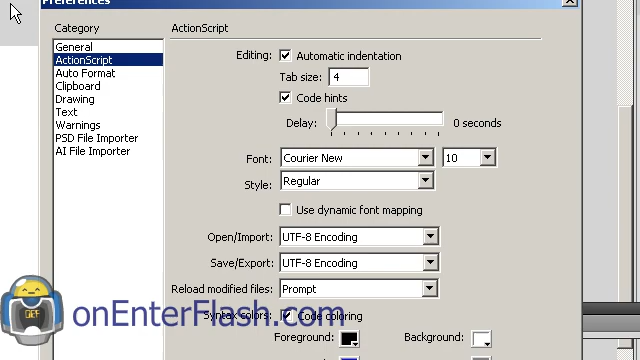 Preferences
Category
ActionScript
General
ActionScript
Auto Format
Clipboard
Drawing
Text
Warnings
PSD File Importer
AI File Importer
Editing: Automatic indentation
Tab size: 4
Code hints
Delay: 0 seconds
Font: Courier New 10
Style: Regular
Use dynamic font mapping
Open/Import: UTF-8 Encoding
Save/Export: UTF-8 Encoding
Reload modified files: Prompt
Syntax colors: Code coloring
Foreground: Background:
OEF
onEnterFlash.com